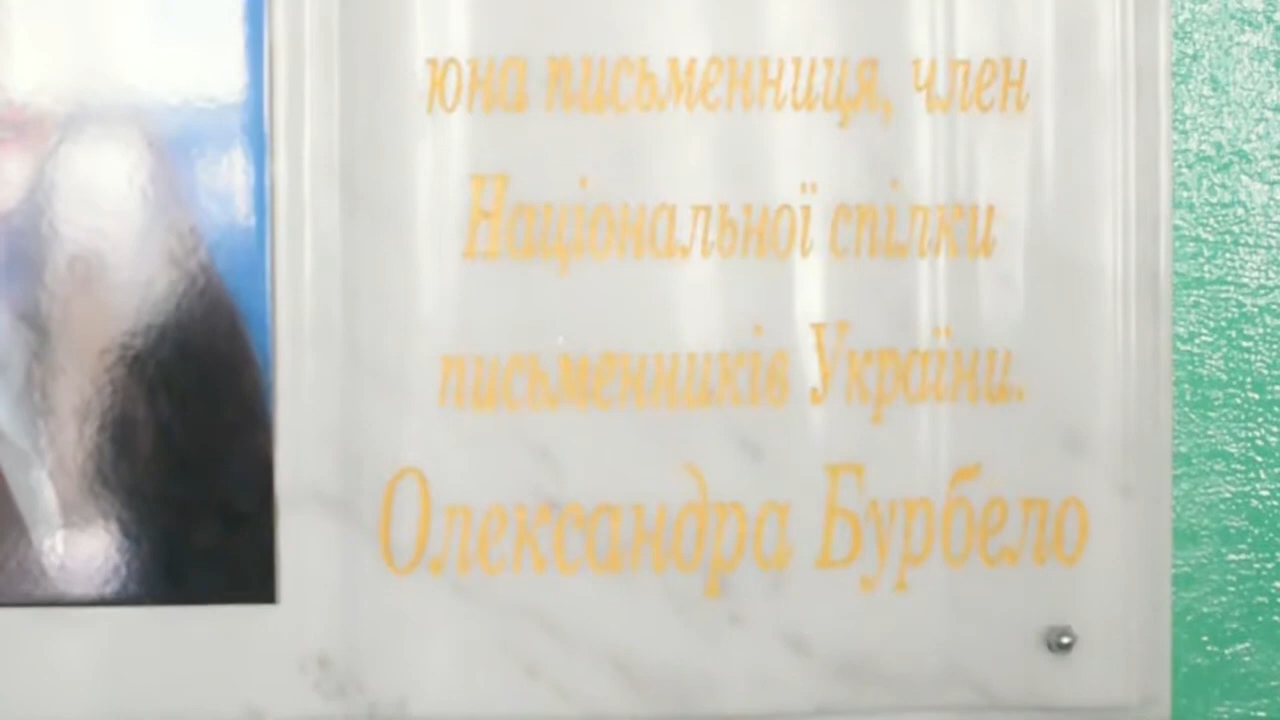 юна письменниця, член
Національної спілки
письменників України.
Олександра Бурбело